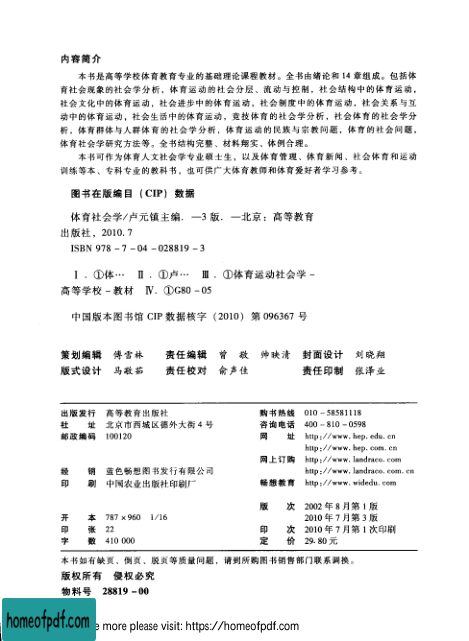 内容简介
本书是高等学校体育教育专业的基础理论课程教材。全书由绪论和 14 章组成。包括体
育社会现象的社会学分析，体育运动的社会分层、流动与控制，社会结构中的体育运动，
社会文化中的体育运动，社会进步中的体育运动，社会制度中的体育运动，社会关系与互
动中的体育运动，社会生活中的体育运动，竞技体育的社会学分析，社会体育的社会学分
析，体育群体与人群体育的社会学分析，体育运动的民族与宗教问题，体育的社会问题，
体育社会学研究方法等。全书结构完整、材料翔实、体例合理。
本书可作为体育人文社会学专业硕士生，以及体育管理、体育新闻、社会体育和运动
训练等本、专科专业的教科书，也可供广大体育教师和体育爱好者学习参考。
图书在版编目（CIP）数据
体育社会学/卢元镇主编. —3 版. —北京：高等教育
出版社，2010.7
ISBN 978－7－04－028819－3
Ⅰ．①体… Ⅱ．①卢… Ⅲ．①体育运动社会学－
高等学校－教材 Ⅳ．①G80－05
中国版本图书馆 CIP 数据核字（2010）第 096367 号
策划编辑 傅雪林 责任编辑 曾 敏 帅映清 封面设计 刘晓翔
版式设计 马敬茹 责任校对 俞声佳 责任印制 张泽业
出版发行 高等教育出版社 购书热线 010－58581118
社 址 北京市西城区德外大街 4 号 咨询电话 400－810－0598
邮政编码 100120 网 址 http://www.hep.edu.cn
http://www.hep.com.cn
网上订购 http://www.landraco.com
经 销 蓝色畅想图书发行有限公司 http://www.landraco.com.cn
印 刷 中国农业出版社印刷厂 畅想教育 http://www.widedu.com
版 次 2002 年 8 月第 1 版
开 本 787×960 1/16 2010 年 7 月第 3 版
印 张 22 印 次 2010 年 7 月第 1 次印刷
字 数 410 000 定 价 29.80 元
本书如有缺页、倒页、脱页等质量问题，请到所购图书销售部门联系调换。
版权所有 侵权必究
物料号 28819－00
homeofpdf.com
e more please visit: https://homeofpdf.com